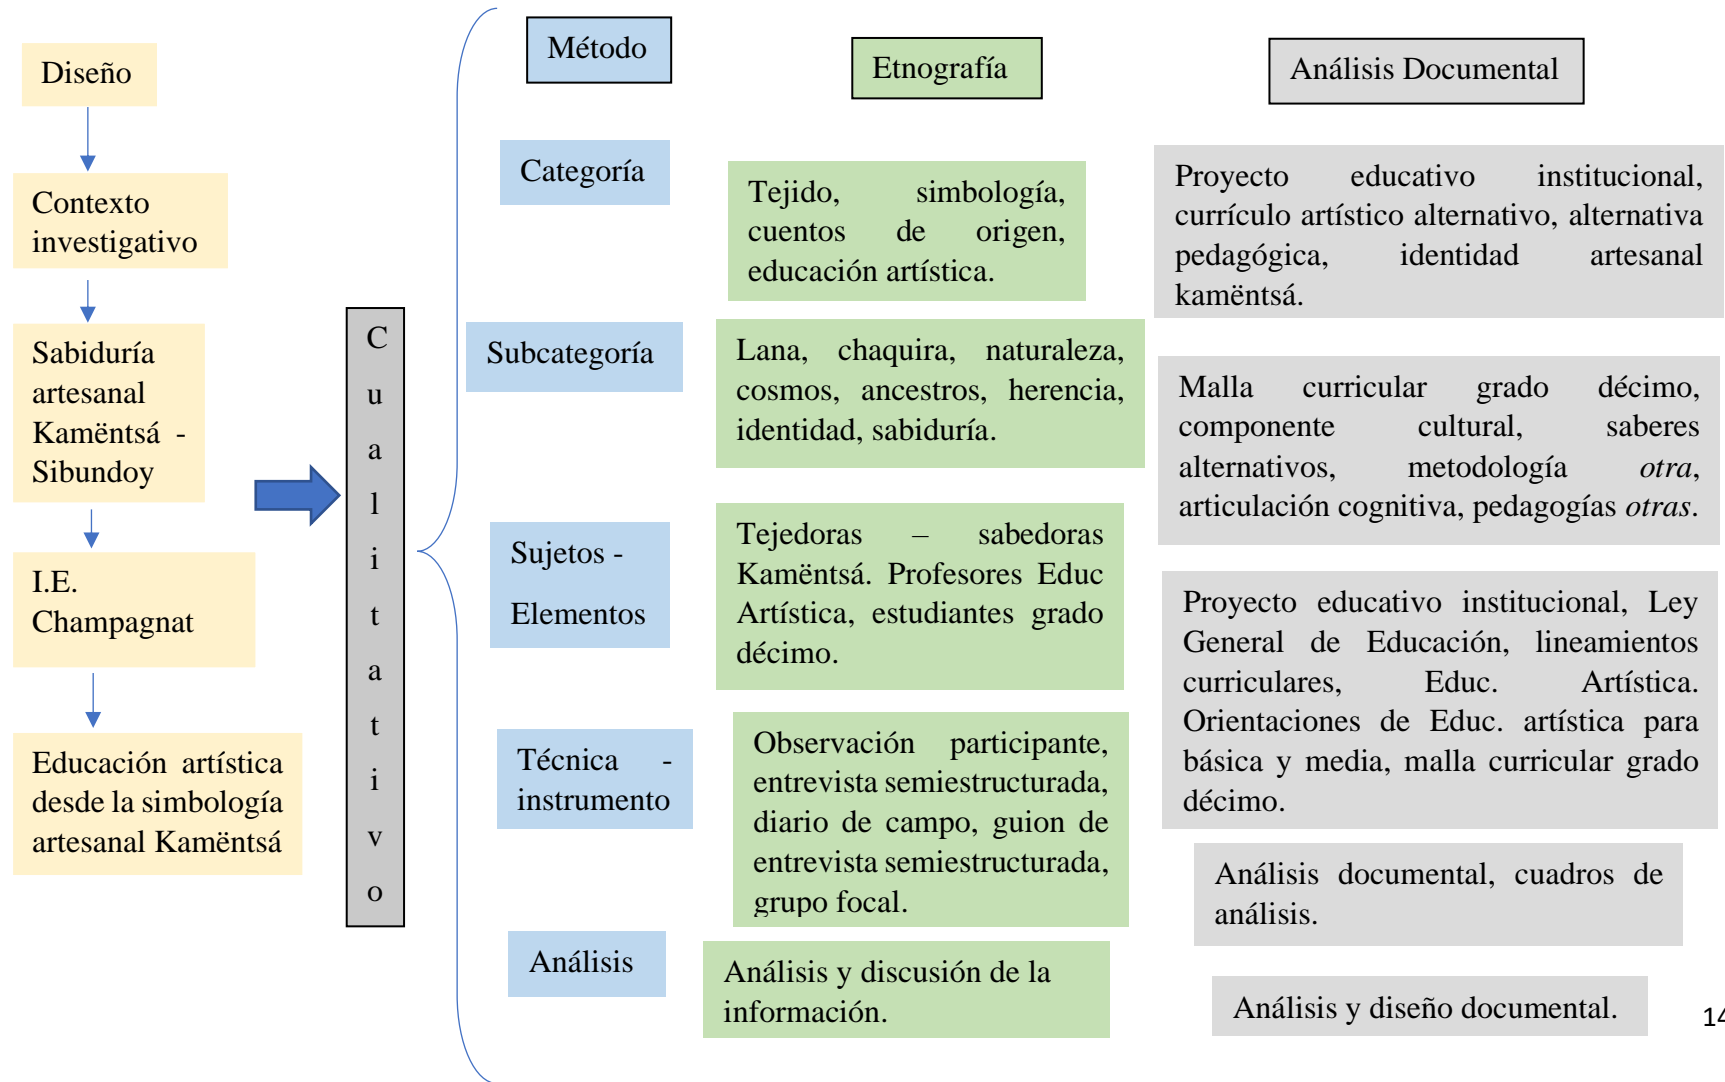 Diseño
Contexto
investigativo
Sabiduría
artesanal
Kamëntsá -
Sibundoy
I.E.
Champagnat
Educación artística
desde la simbología
artesanal Kamëntsá
C
u
a
l
i
t
a
t
i
v
o
Método
Etnografía
Análisis Documental
Categoría
Tejido, simbología,
cuentos de origen,
educación artística.
Proyecto educativo institucional,
currículo artístico alternativo, alternativa
pedagógica, identidad artesanal
kamëntsá.
Subcategoría
Lana, chaquira, naturaleza,
cosmos, ancestros, herencia,
identidad, sabiduría.
Malla curricular grado décimo,
componente cultural, saberes
alternativos, metodología otra,
articulación cognitiva, pedagogías otras.
Sujetos -
Elementos
Tejedoras – sabedoras
Kamëntsá. Profesores Educ
Artística, estudiantes grado
décimo.
Proyecto educativo institucional, Ley
General de Educación, lineamientos
curriculares, Educ. Artística.
Orientaciones de Educ. artística para
básica y media, malla curricular grado
décimo.
Técnica -
instrumento
Observación participante,
entrevista semiestructurada,
diario de campo, guion de
entrevista semiestructurada,
grupo focal.
Análisis documental, cuadros de
análisis.
Análisis
Análisis y discusión de la
información.
Análisis y diseño documental.
14